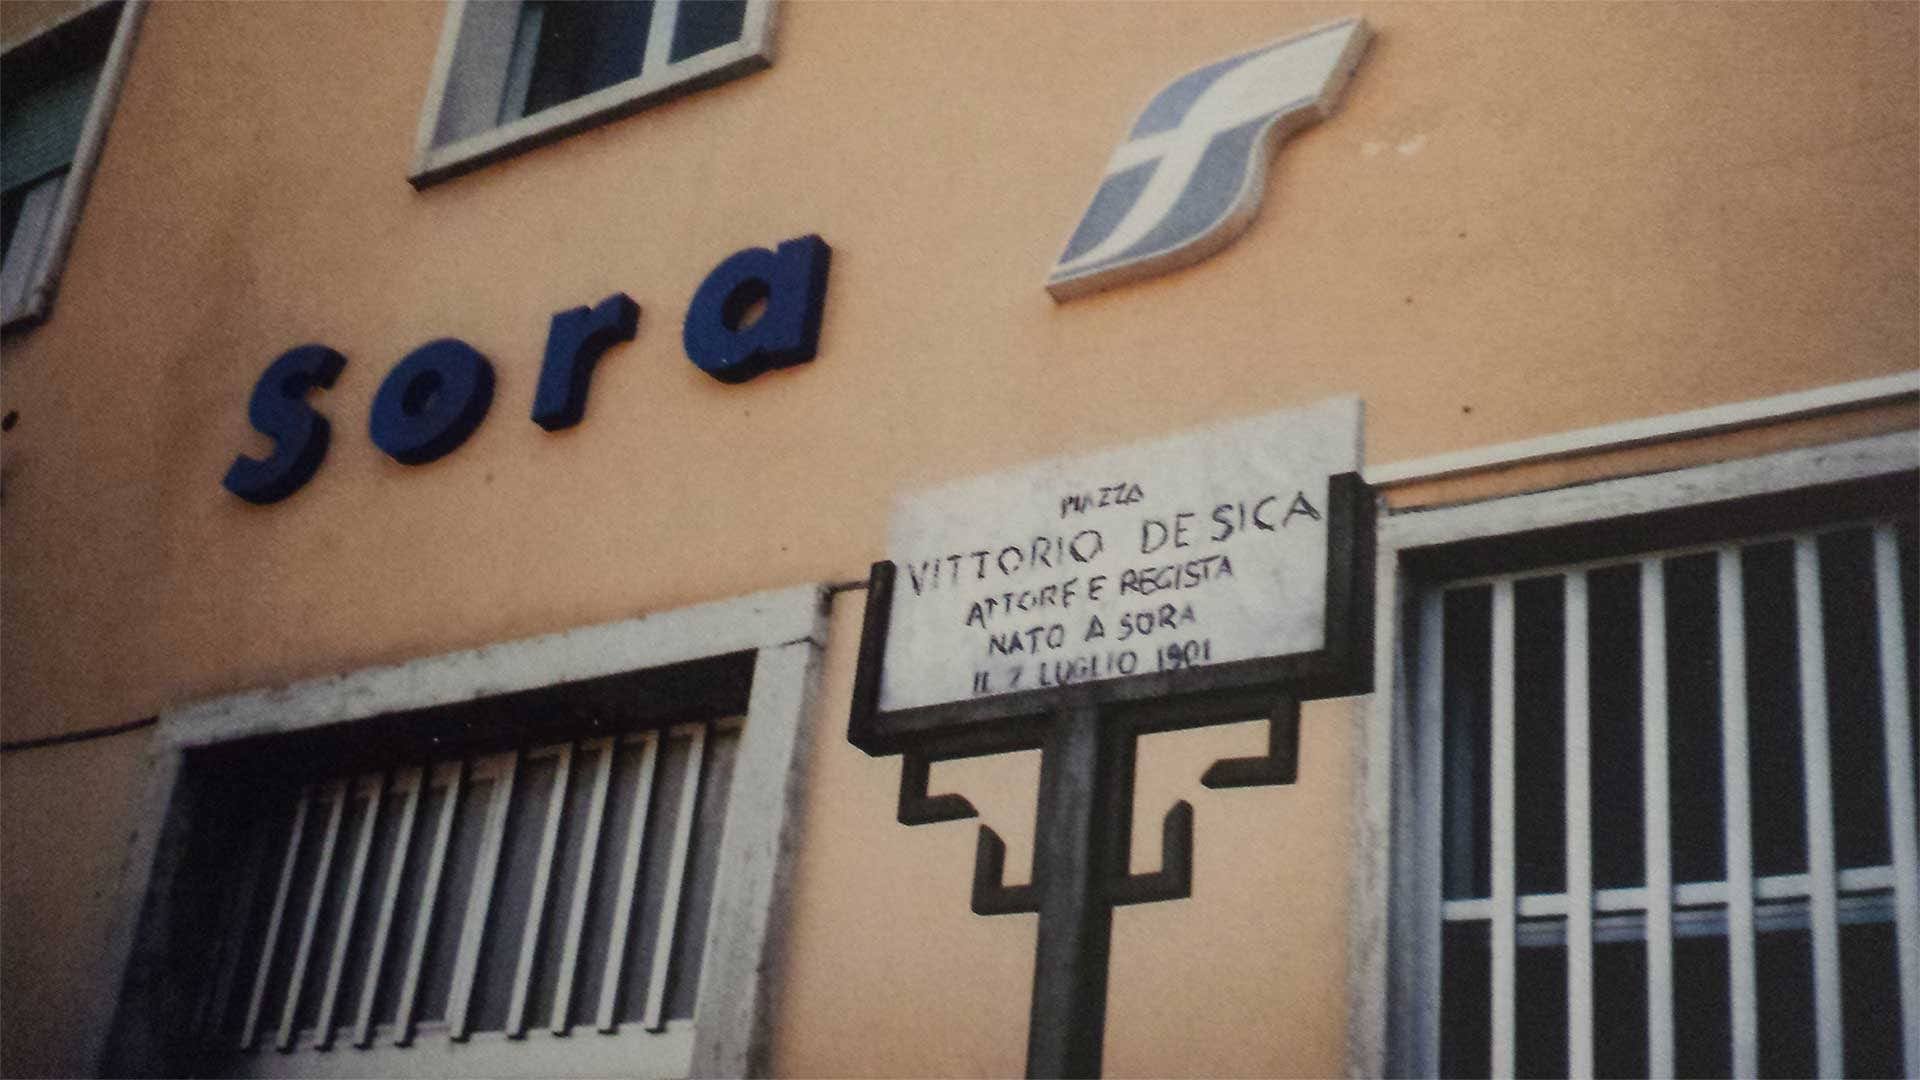 sora
PIAZZA
VITTORIO DE SICA
ATTORE E REGISTA
NATO A SORA
IL 7 LUGLIO 1901